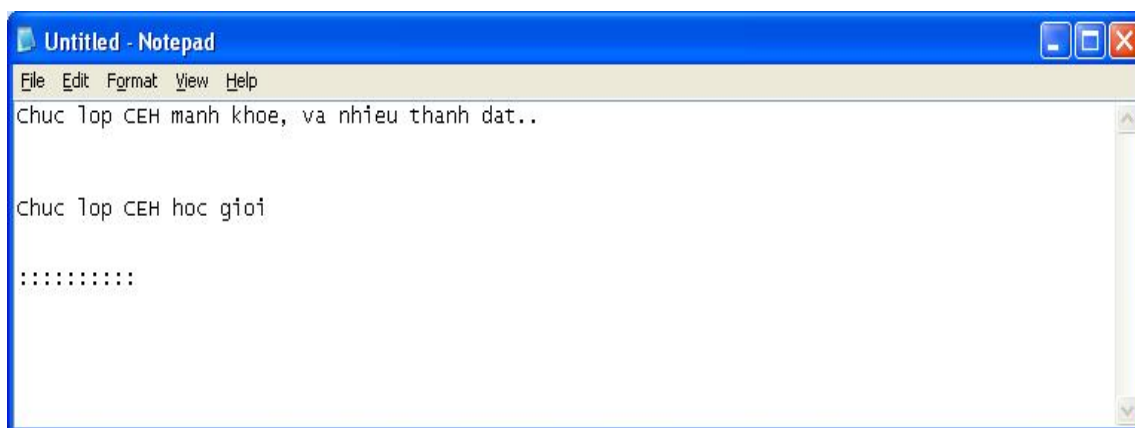 Untitled - Notepad
File Edit Format View Help
Chuc lop CEH manh khoe, va nhieu thanh dat..
Chuc lop CEH hoc gioi
::::::::::